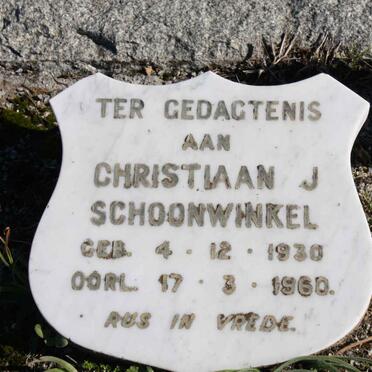 TER GEDAGTENIS
AAN
CHRISTIAAN J
SCHOONWINKEL
GEB. 4 · 12 · 1930
OORL. 17 · 3 · 1960.
RUS IN VREDE.